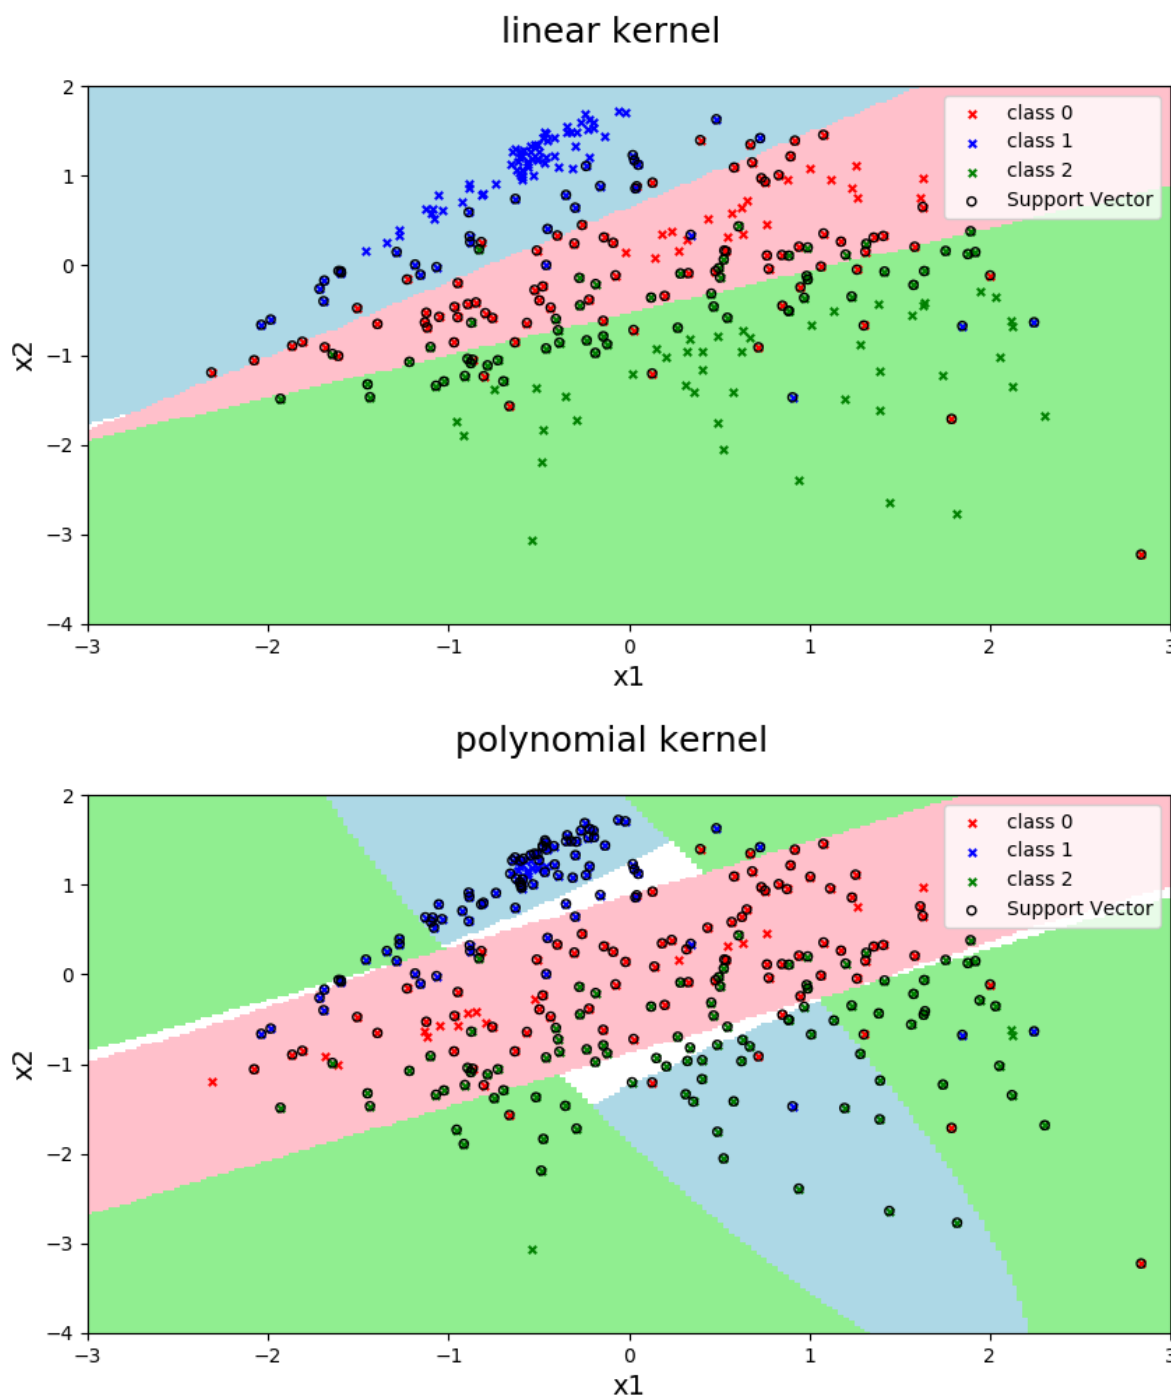 linear kernel
2
class 0
class 1
class 2
Support Vector
1
0
−1
−2
−3
−4
x2
−3 −2 −1 0 1 2 3
x1
polynomial kernel
2
class 0
class 1
class 2
Support Vector
1
0
−1
−2
−3
−4
x2
−3 −2 −1 0 1 2 3
x1